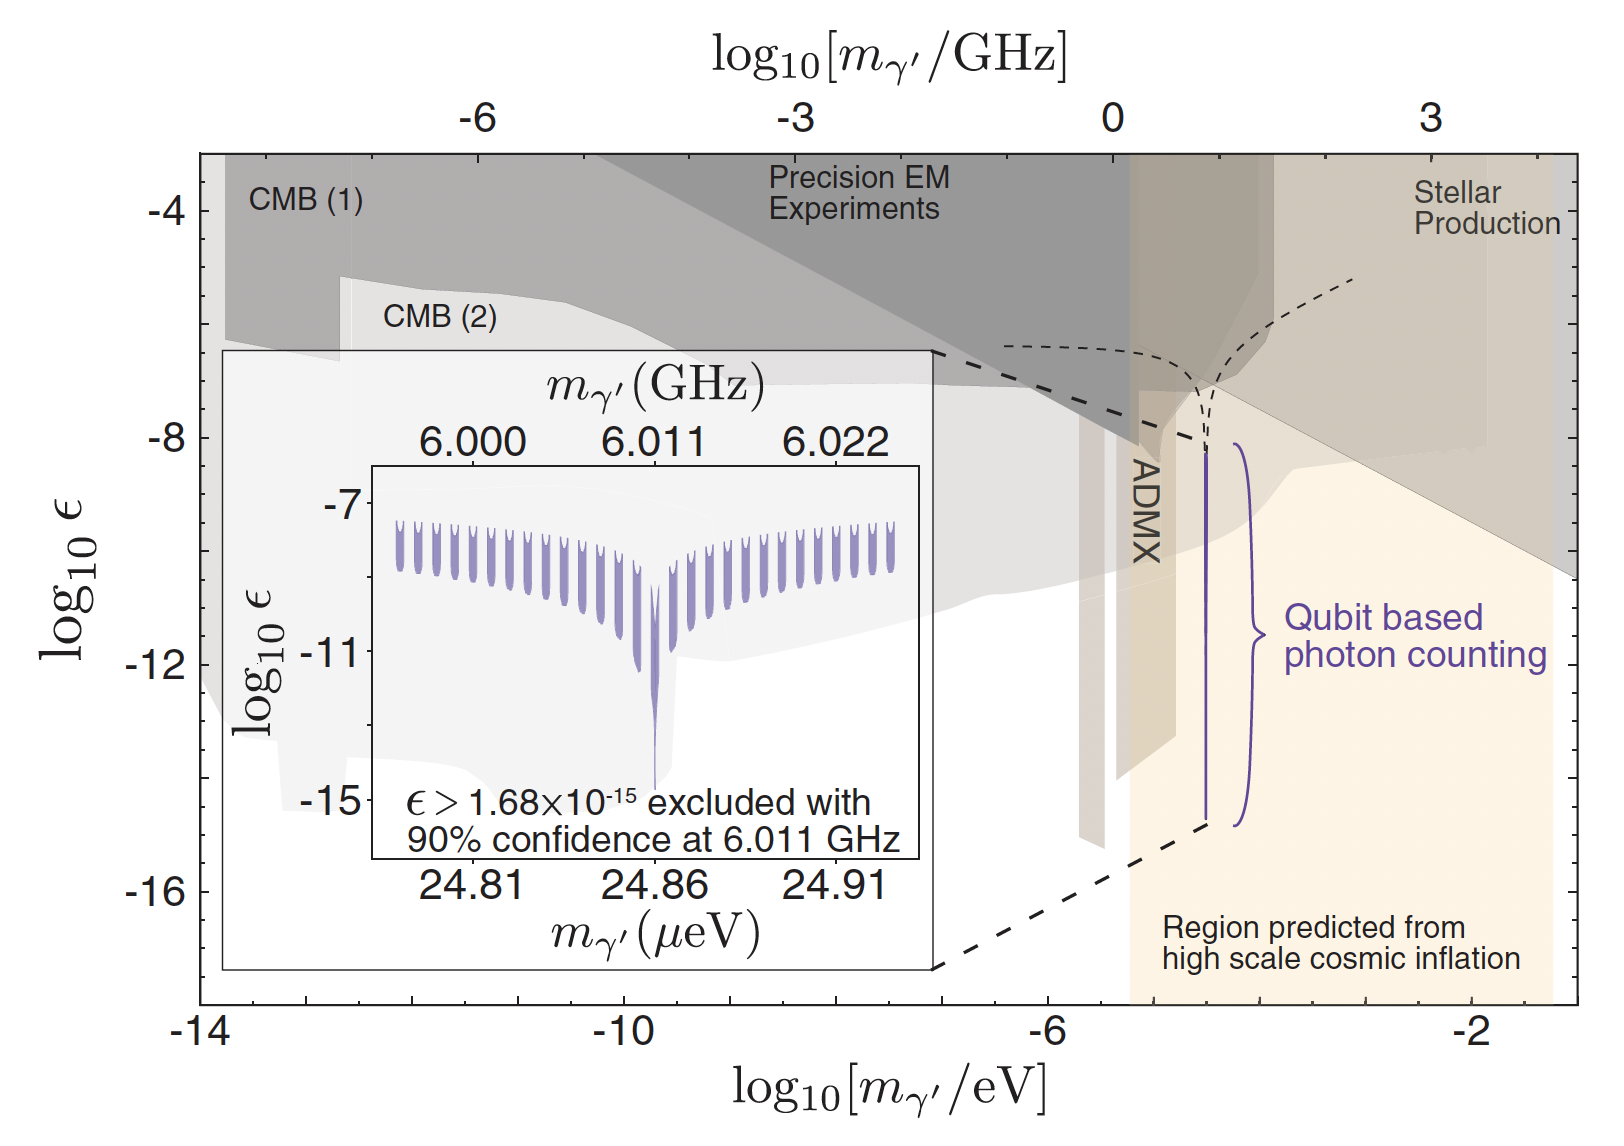 log₁₀[mγ′/GHz]
-6 -3 0 3
CMB (1)
Precision EM
Experiments
Stellar
Production
CMB (2)
-4
-8
-12
-16
log₁₀ ϵ
mγ′(GHz)
6.000 6.011 6.022
-7
-11
-15
log₁₀ ϵ
ϵ > 1.68×10⁻¹⁵ excluded with
90% confidence at 6.011 GHz
24.81 24.86 24.91
mγ′(μeV)
ADMX
Qubit based
photon counting
Region predicted from
high scale cosmic inflation
-14 -10 -6 -2
log₁₀[mγ′/eV]